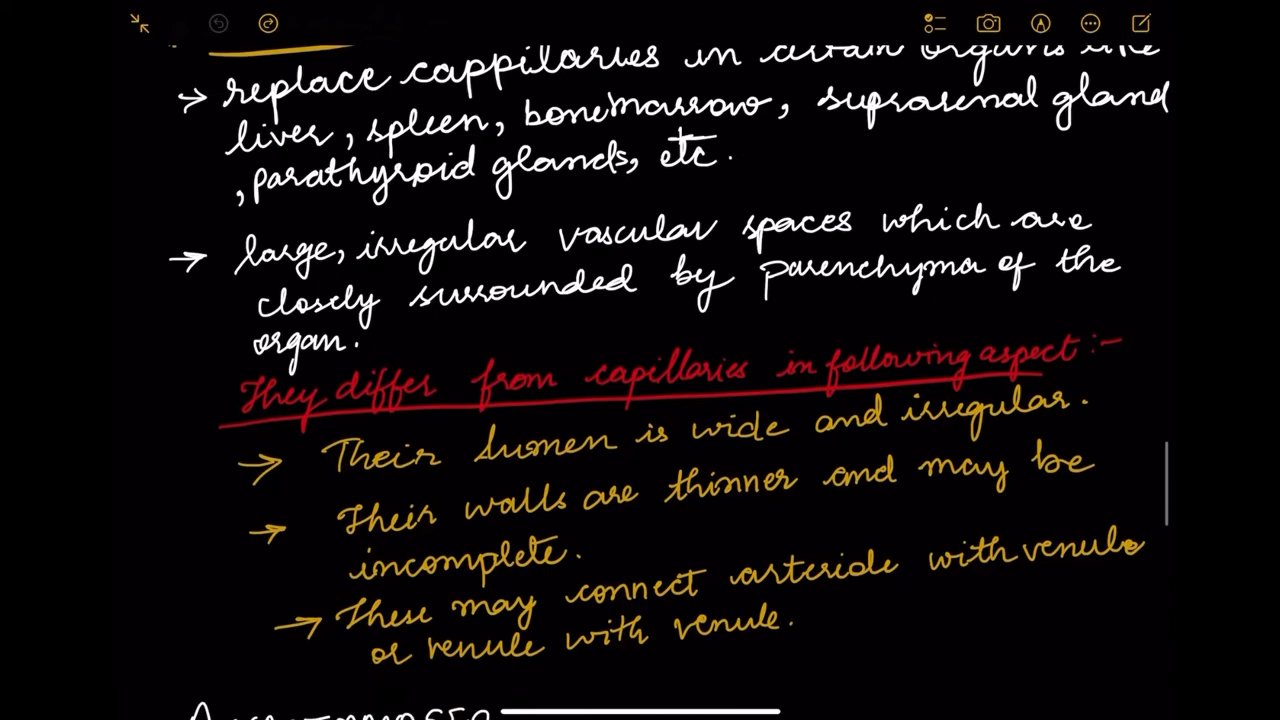 → replace cappilaries in certain organs like
liver, spleen, bonemarrow, suprarenal gland
, parathyroid glands, etc.
→ large, irregular vascular spaces which are
closely surrounded by parenchyma of the
organ.
They differ from capillaries in following aspect :-
→ Their lumen is wide and irregular.
→ Their walls are thinner and may be
incomplete.
→ These may connect arteriole with venule
or venule with venule.